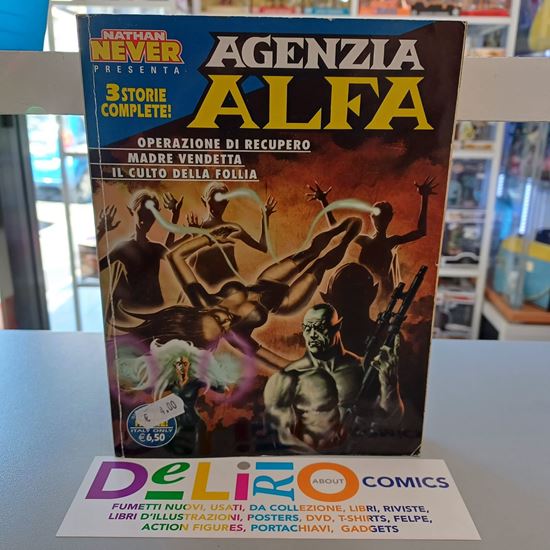 NATHAN
NEVER
PRESENTA
3 STORIE
COMPLETE!
AGENZIA
ALFA
OPERAZIONE DI RECUPERO
MADRE VENDETTA
IL CULTO DELLA FOLLIA
€ 4,00
ITALY ONLY
€ 6,50
DeLiRiO
ABOUT
COMICS
FUMETTI NUOVI, USATI, DA COLLEZIONE, LIBRI, RIVISTE,
LIBRI D'ILLUSTRAZIONI, POSTERS, DVD, T-SHIRTS, FELPE,
ACTION FIGURES, PORTACHIAVI, GADGETS